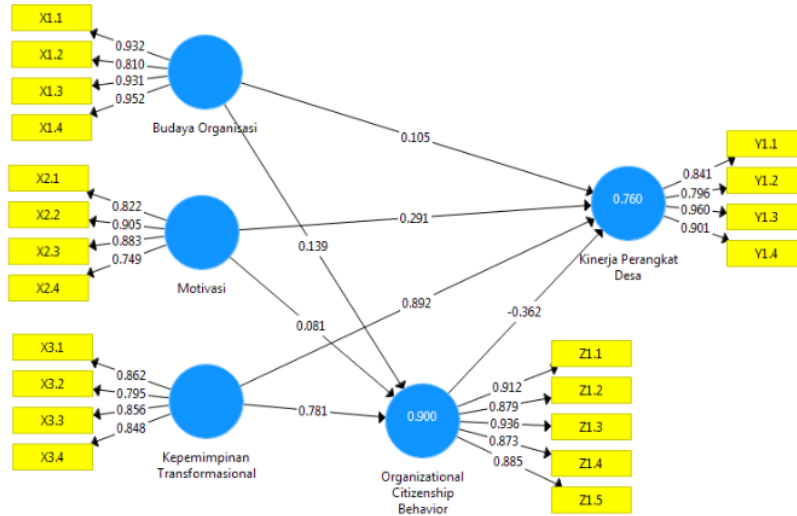 X1.1
X1.2
X1.3
X1.4
0.932
0.810
0.931
0.952
Budaya Organisasi
X2.1
X2.2
X2.3
X2.4
0.822
0.905
0.883
0.749
Motivasi
X3.1
X3.2
X3.3
X3.4
0.862
0.795
0.856
0.848
Kepemimpinan
Transformasional
0.105
0.291
0.139
0.892
0.081
0.781
-0.362
0.760
Kinerja Perangkat
Desa
0.841
0.796
0.960
0.901
Y1.1
Y1.2
Y1.3
Y1.4
0.900
Organizational
Citizenship
Behavior
0.912
0.879
0.936
0.873
0.885
Z1.1
Z1.2
Z1.3
Z1.4
Z1.5